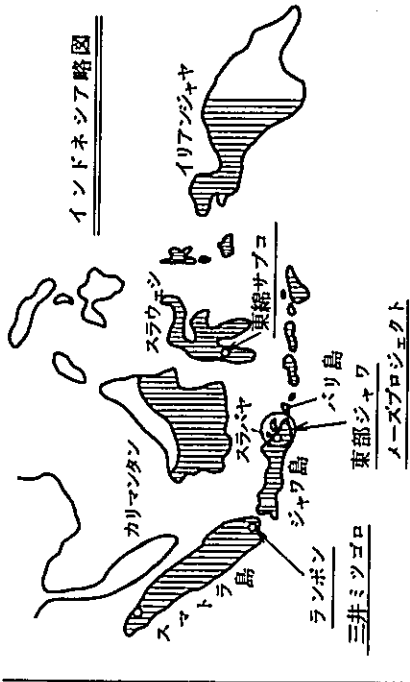 インドネシア略図
イリアンジャヤ
スラウェシ
東綿サプコ
カリマンタン
スラバヤ
バリ島
東部ジャワ
メーズプロジェクト
ジャワ島
スマトラ島
ランポン
三井ミツゴロ